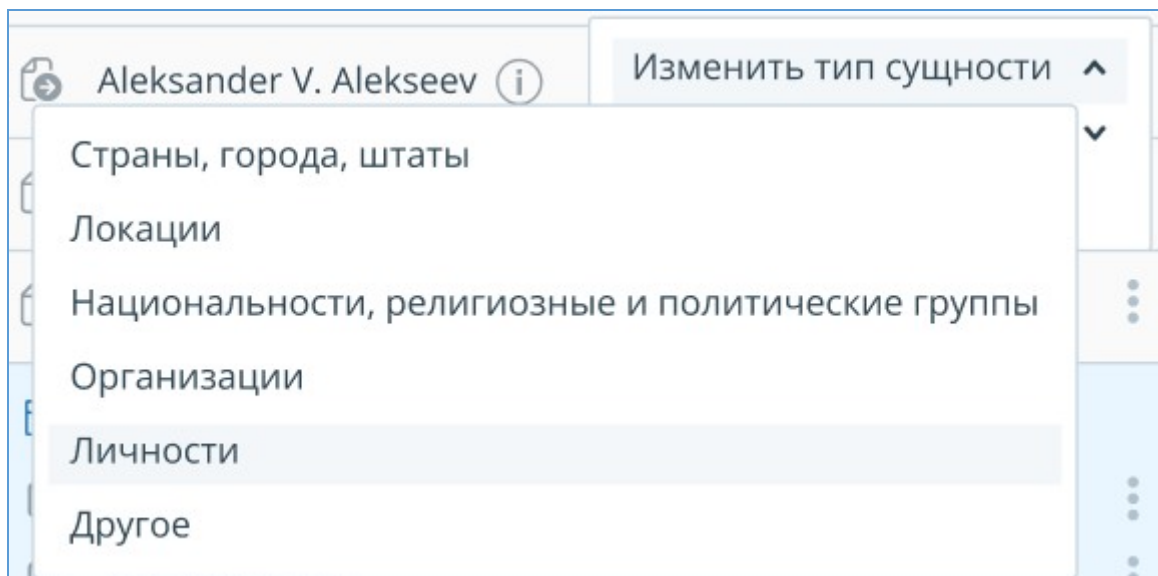 Aleksander V. Alekseev
Изменить тип сущности
Страны, города, штаты
Локации
Национальности, религиозные и политические группы
Организации
Личности
Другое